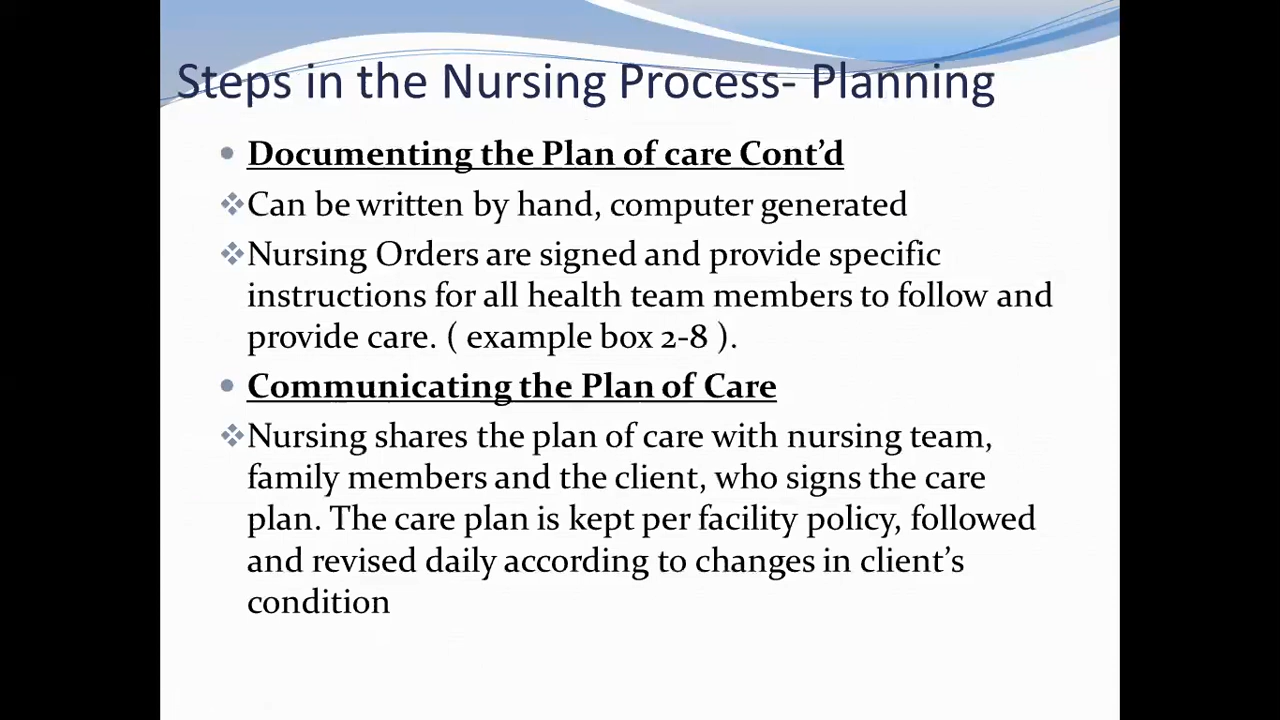 Steps in the Nursing Process- Planning
• Documenting the Plan of care Cont’d
❖Can be written by hand, computer generated
❖Nursing Orders are signed and provide specific
instructions for all health team members to follow and
provide care. ( example box 2-8 ).
• Communicating the Plan of Care
❖Nursing shares the plan of care with nursing team,
family members and the client, who signs the care
plan. The care plan is kept per facility policy, followed
and revised daily according to changes in client’s
condition